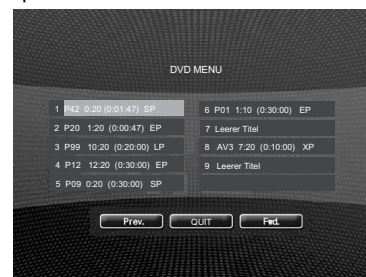 DVD MENU
1 P42 0:20 (0:01:47) SP
2 P20 1:20 (0:00:47) EP
3 P99 10:20 (0:20:00) LP
4 P12 12:20 (0:30:00) EP
5 P09 0:20 (0:30:00) SP
6 P01 1:10 (0:30:00) EP
7 Leerer Titel
8 AV3 7:20 (0:10:00) XP
9 Leerer Titel
Prev. QUIT Fwd.